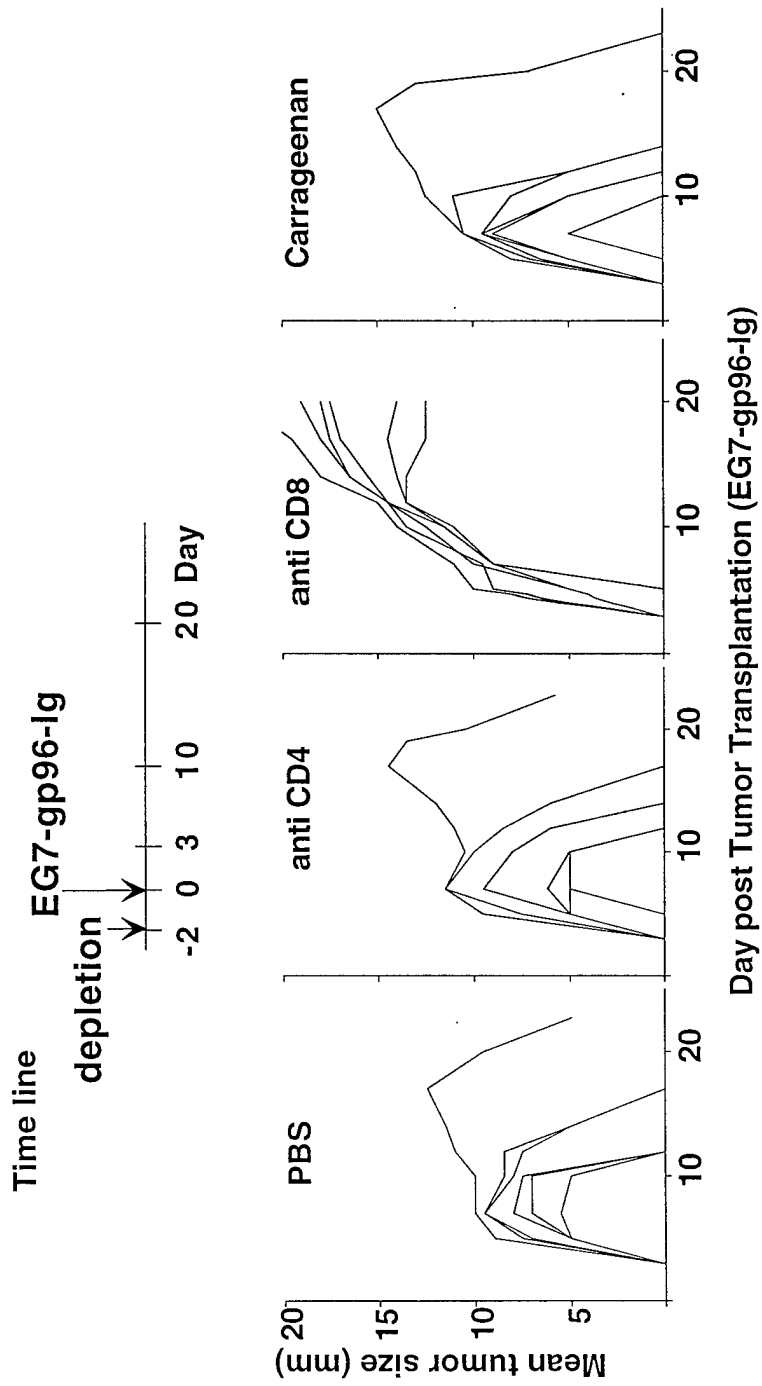 Time line
depletion
EG7-gp96-Ig
-2 0 3 10 20 Day
PBS
anti CD4
anti CD8
Carrageenan
Mean tumor size (mm)
20
15
10
5
10 20
10 20
10 20
10 20
Day post Tumor Transplantation (EG7-gp96-Ig)